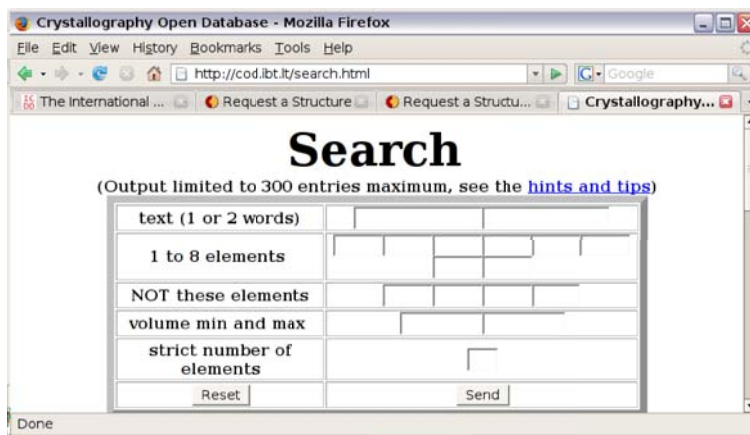 Crystallography Open Database - Mozilla Firefox
File Edit View History Bookmarks Tools Help
http://cod.ibt.lt/search.html
Google
The International ...
Request a Structure
Request a Structu...
Crystallography...
Search
(Output limited to 300 entries maximum, see the hints and tips)
text (1 or 2 words)
1 to 8 elements
NOT these elements
volume min and max
strict number of
elements
Reset Send
Done